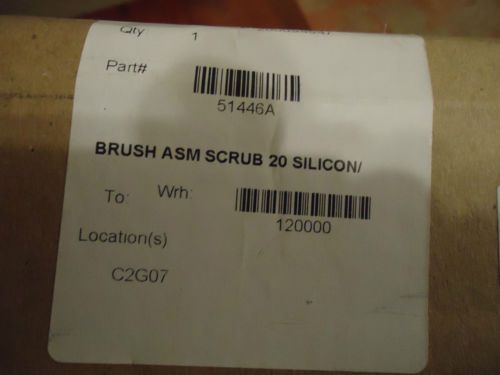 Qty 1
Part#
51446A
BRUSH ASM SCRUB 20 SILICON/
To: Wrh:
120000
Location(s)
C2G07